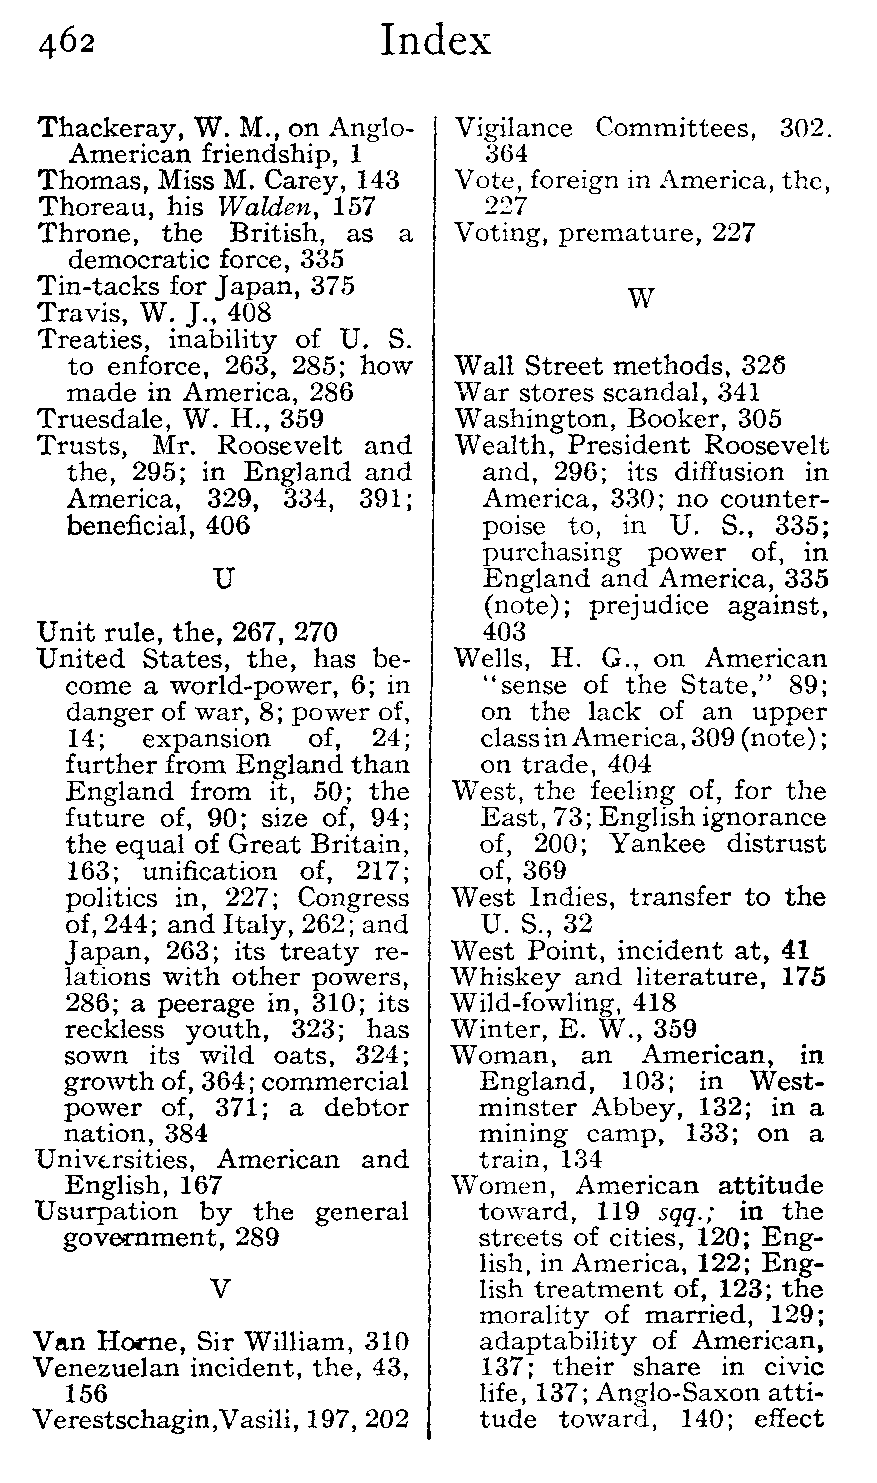 462 Index
Thackeray, W. M., on Anglo-
American friendship, 1
Thomas, Miss M. Carey, 143
Thoreau, his Walden, 157
Throne, the British, as a
democratic force, 335
Tin-tacks for Japan, 375
Travis, W. J., 408
Treaties, inability of U. S.
to enforce, 263, 285; how
made in America, 286
Truesdale, W. H., 359
Trusts, Mr. Roosevelt and
the, 295; in England and
America, 329, 334, 391;
beneficial, 406
U
Unit rule, the, 267, 270
United States, the, has be-
come a world-power, 6; in
danger of war, 8; power of,
14; expansion of, 24;
further from England than
England from it, 50; the
future of, 90; size of, 94;
the equal of Great Britain,
163; unification of, 217;
politics in, 227; Congress
of, 244; and Italy, 262; and
Japan, 263; its treaty re-
lations with other powers,
286; a peerage in, 310; its
reckless youth, 323; has
sown its wild oats, 324;
growth of, 364; commercial
power of, 371; a debtor
nation, 384
Universities, American and
English, 167
Usurpation by the general
government, 289
V
Van Horne, Sir William, 310
Venezuelan incident, the, 43,
156
Verestschagin, Vasili, 197, 202
Vigilance Committees, 302.
364
Vote, foreign in America, the,
227
Voting, premature, 227
W
Wall Street methods, 326
War stores scandal, 341
Washington, Booker, 305
Wealth, President Roosevelt
and, 296; its diffusion in
America, 330; no counter-
poise to, in U. S., 335;
purchasing power of, in
England and America, 335
(note); prejudice against,
403
Wells, H. G., on American
"sense of the State," 89;
on the lack of an upper
class in America, 309 (note);
on trade, 404
West, the feeling of, for the
East, 73; English ignorance
of, 200; Yankee distrust
of, 369
West Indies, transfer to the
U. S., 32
West Point, incident at, 41
Whiskey and literature, 175
Wild-fowling, 418
Winter, E. W., 359
Woman, an American, in
England, 103; in West-
minster Abbey, 132; in a
mining camp, 133; on a
train, 134
Women, American attitude
toward, 119 sqq.; in the
streets of cities, 120; Eng-
lish, in America, 122; Eng-
lish treatment of, 123; the
morality of married, 129;
adaptability of American,
137; their share in civic
life, 137; Anglo-Saxon atti-
tude toward, 140; effect